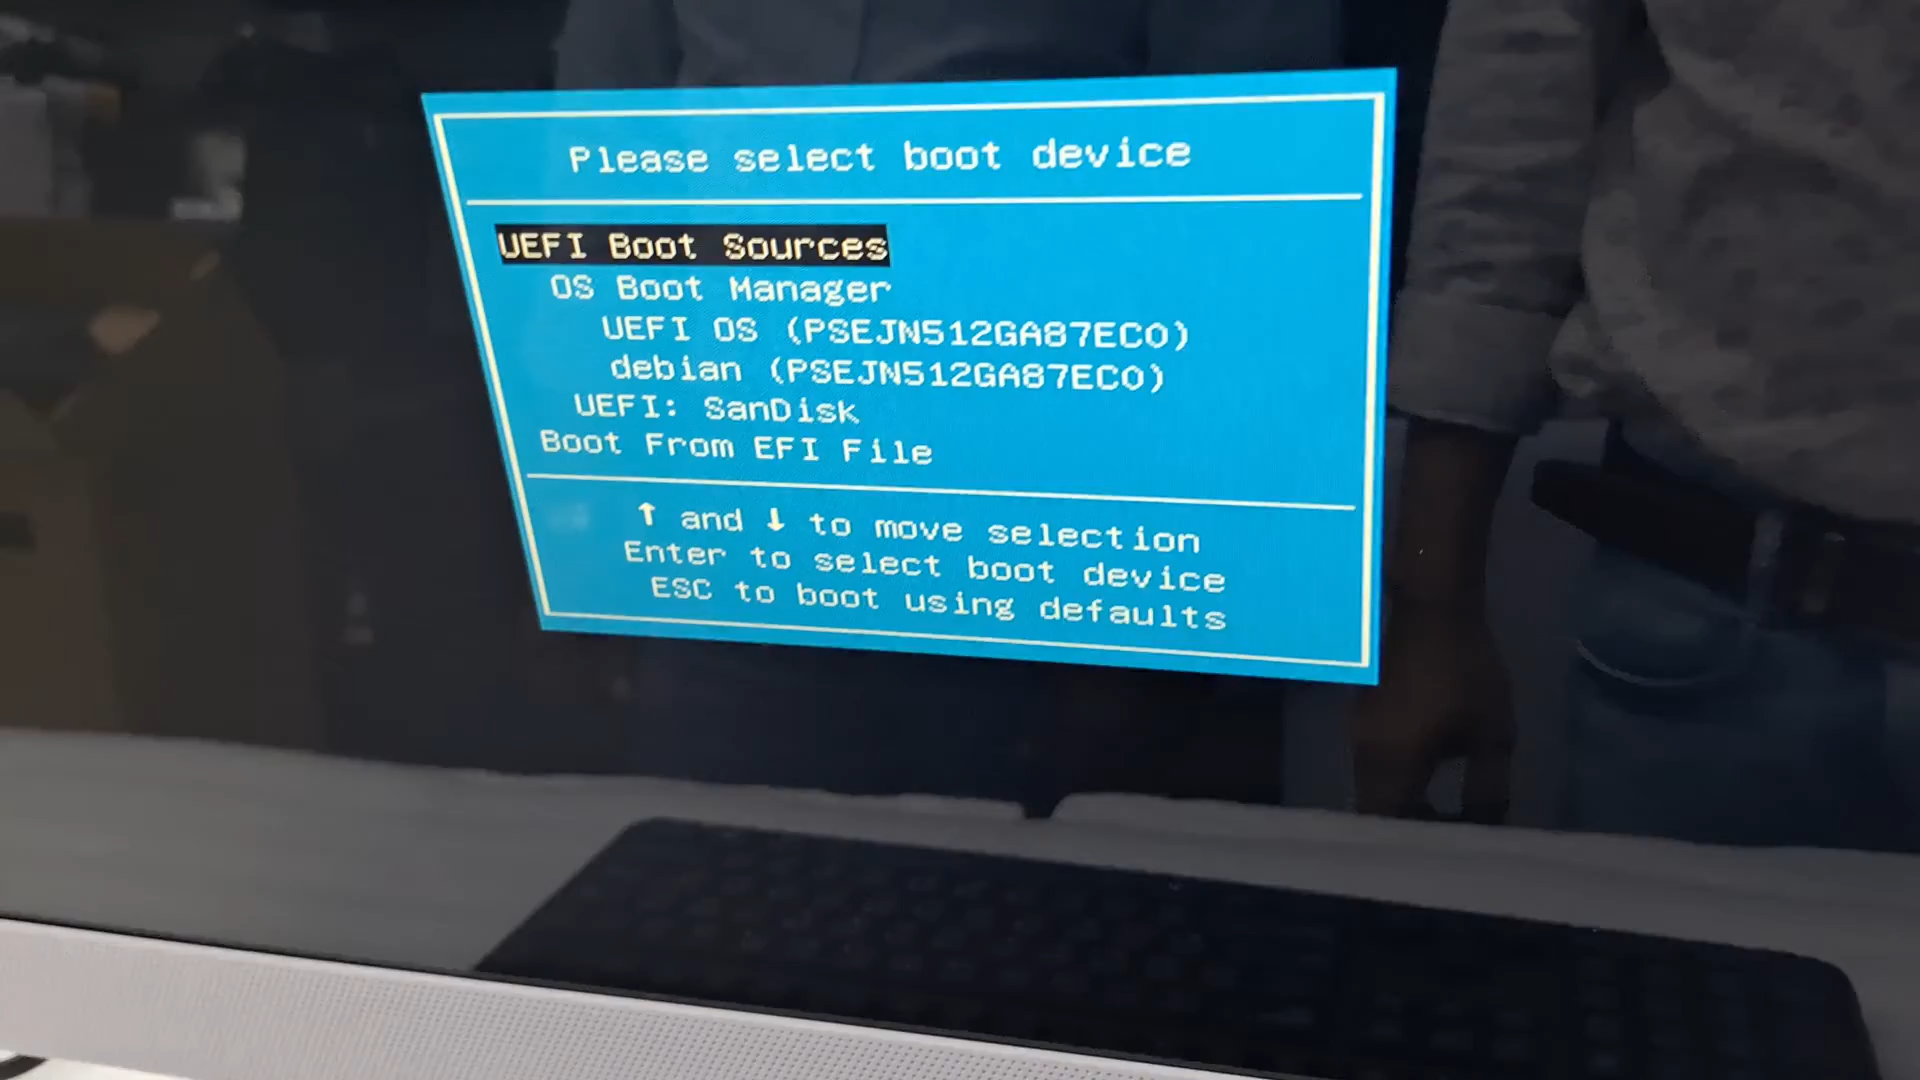 Please select boot device
UEFI Boot Sources
OS Boot Manager
UEFI OS (PSEJN512GA87ECO)
debian (PSEJN512GA87ECO)
UEFI: SanDisk
Boot From EFI File
↑ and ↓ to move selection
Enter to select boot device
ESC to boot using defaults